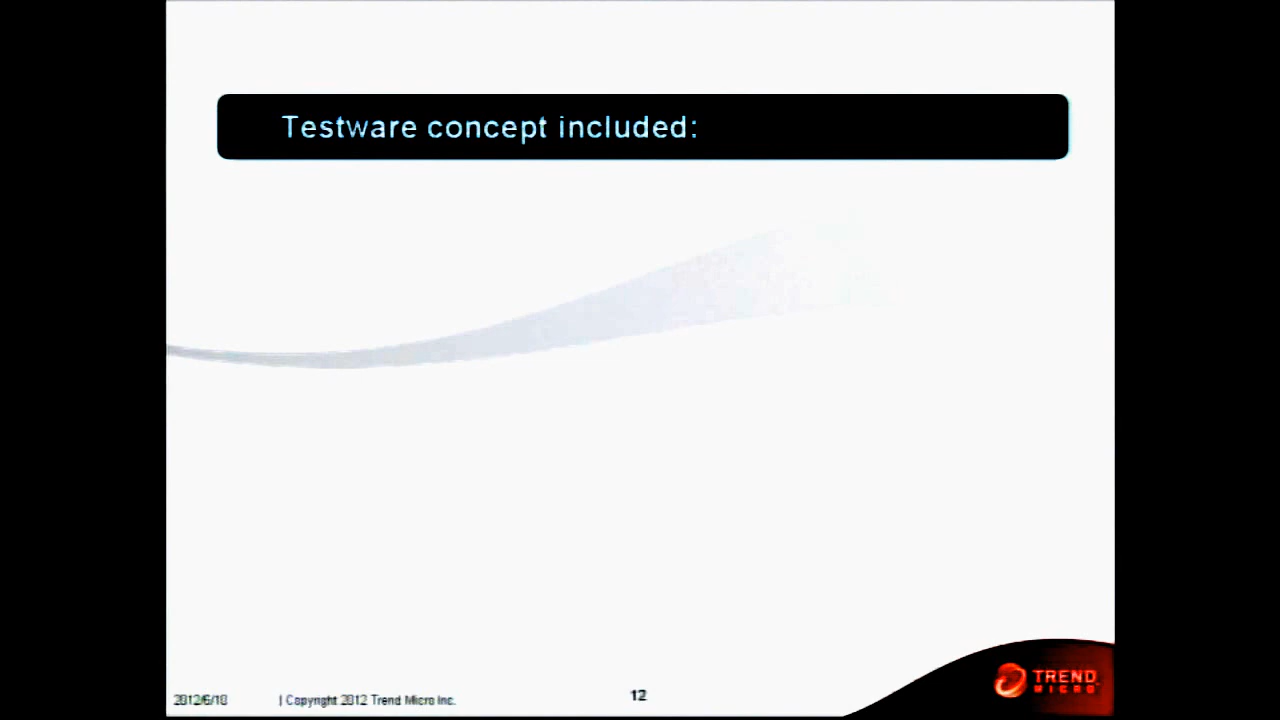 Testware concept included:
2012/6/18 | Copyright 2012 Trend Micro Inc.
12
TREND
MICRO